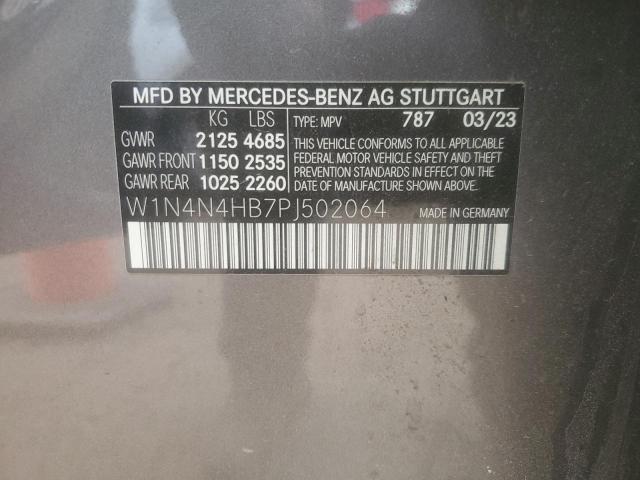 MFD BY MERCEDES-BENZ AG STUTTGART
KG LBS TYPE: MPV 787 03/23
GVWR 2125 4685
GAWR FRONT 1150 2535
GAWR REAR 1025 2260
THIS VEHICLE CONFORMS TO ALL APPLICABLE
FEDERAL MOTOR VEHICLE SAFETY AND THEFT
PREVENTION STANDARDS IN EFFECT ON THE
DATE OF MANUFACTURE SHOWN ABOVE.
W1N4N4HB7PJ502064 MADE IN GERMANY